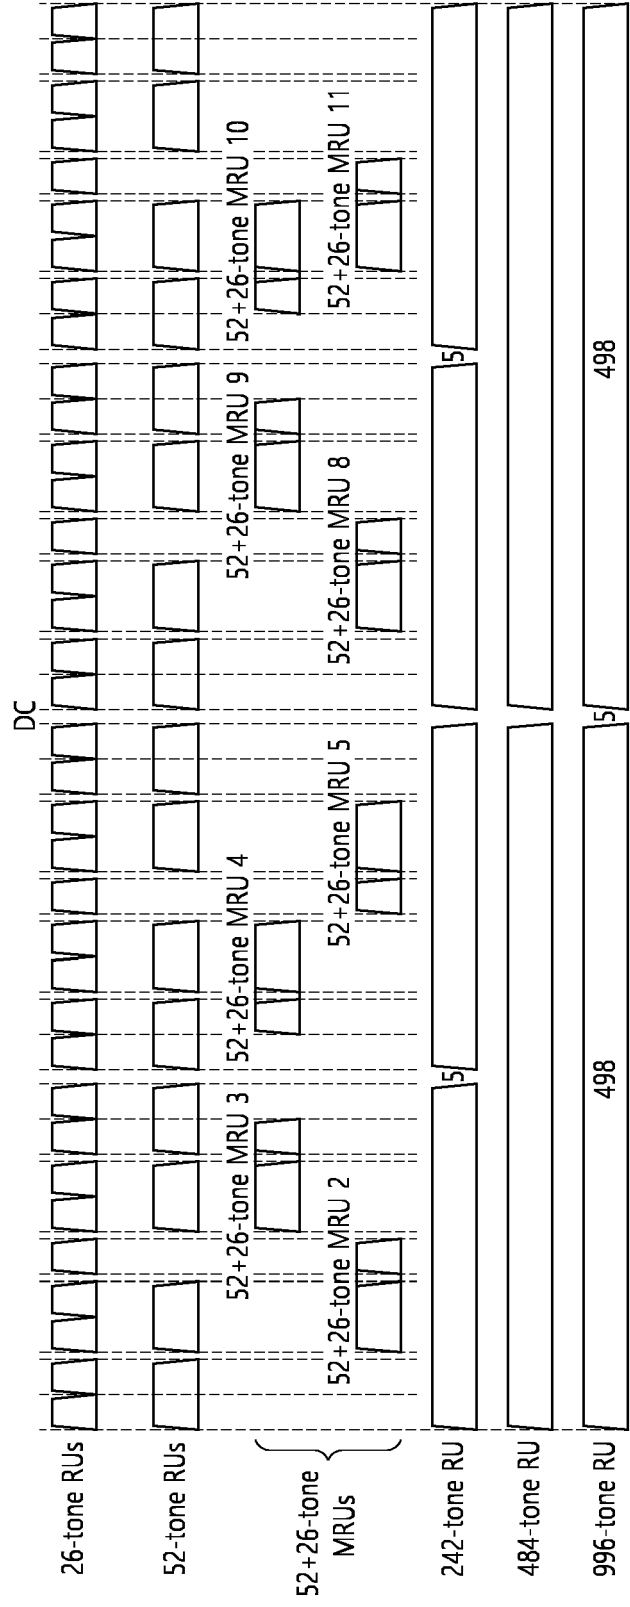 DC
26-tone RUs
52-tone RUs
52+26-tone
MRUs
52+26-tone MRU 3
52+26-tone MRU 4
52+26-tone MRU 9
52+26-tone MRU 10
52+26-tone MRU 2
52+26-tone MRU 5
52+26-tone MRU 8
52+26-tone MRU 11
242-tone RU
5
5
484-tone RU
996-tone RU
498
5
498